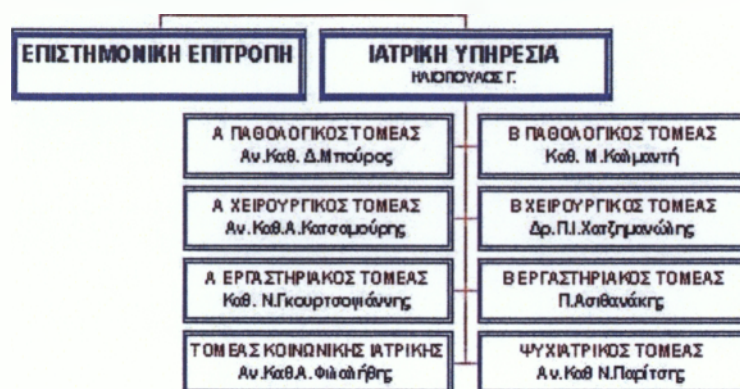 ΕΠΙΣΤΗΜΟΝΙΚΗ ΕΠΙΤΡΟΠΗ
ΙΑΤΡΙΚΗ ΥΠΗΡΕΣΙΑ
ΗΛΙΟΠΟΥΛΟΣ Γ.
Α ΠΑΘΟΛΟΓΙΚΟΣ ΤΟΜΕΑΣ
Αν.Καθ. Δ.Μπούρος
Β ΠΑΘΟΛΟΓΙΚΟΣ ΤΟΜΕΑΣ
Καθ. Μ.Καλμαντή
Α ΧΕΙΡΟΥΡΓΙΚΟΣ ΤΟΜΕΑΣ
Αν.Καθ.Α.Κατσαμούρης
Β ΧΕΙΡΟΥΡΓΙΚΟΣ ΤΟΜΕΑΣ
Δρ.Π.Ι.Χατζημανώλης
Α ΕΡΓΑΣΤΗΡΙΑΚΟΣ ΤΟΜΕΑΣ
Καθ. Ν.Γκουρτσογιάννης
Β ΕΡΓΑΣΤΗΡΙΑΚΟΣ ΤΟΜΕΑΣ
Π.Ασιθανάκης
ΤΟΜΕΑΣ ΚΟΙΝΩΝΙΚΗΣ ΙΑΤΡΙΚΗΣ
Αν.Καθ.Α. Φιλαλήθης
ΨΥΧΙΑΤΡΙΚΟΣ ΤΟΜΕΑΣ
Αν.Καθ Ν.Παρίτσης